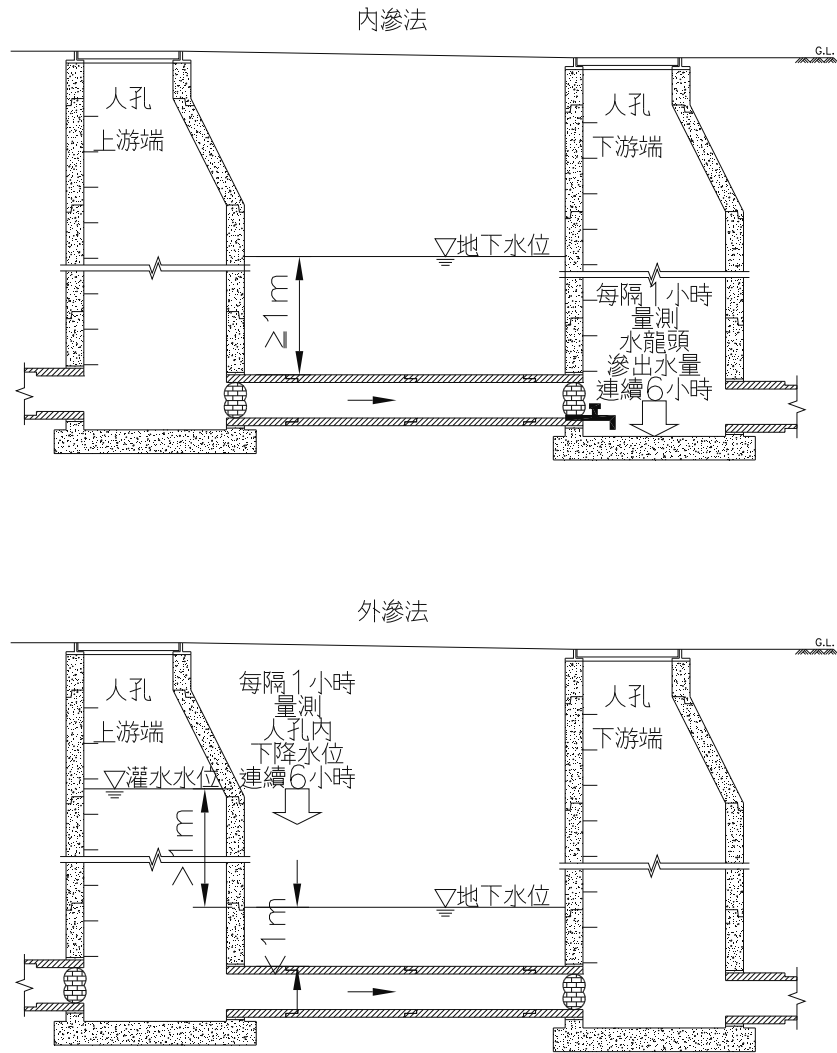 內滲法
G.L.
人孔
上游端
人孔
下游端
▽地下水位
≥1m
每隔1小時
量測
水龍頭
滲出水量
連續6小時
外滲法
G.L.
人孔
上游端
每隔1小時
量測
人孔內
下降水位
連續6小時
人孔
下游端
▽灌水水位
>1m
▽地下水位
<1m